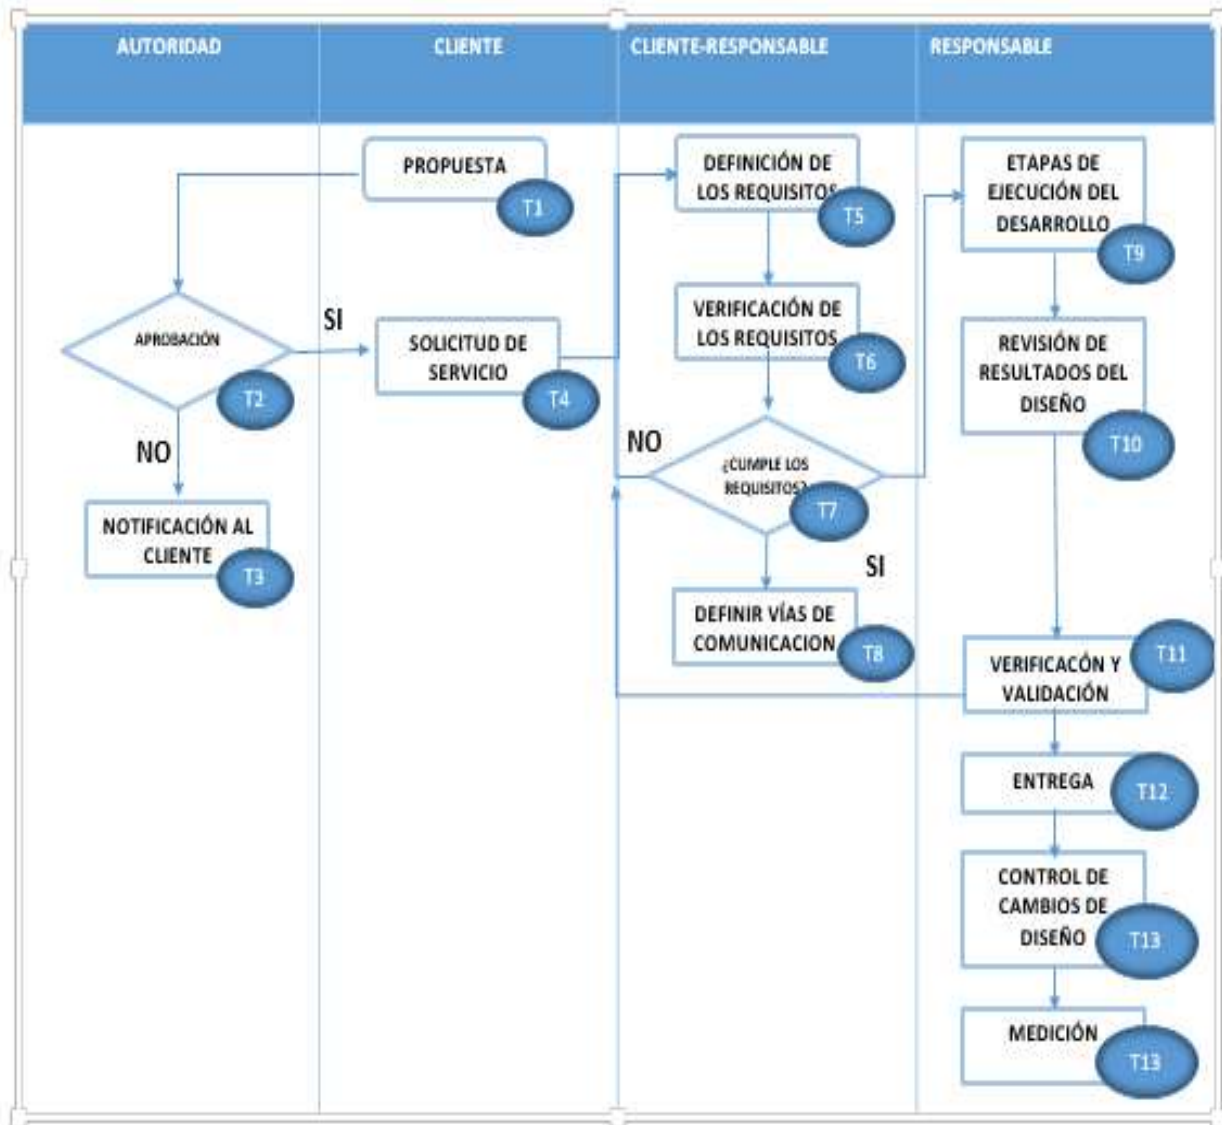 AUTORIDAD
CLIENTE
CLIENTE-RESPONSABLE
RESPONSABLE
PROPUESTA
T1
APROBACIÓN
T2
SI
NO
NOTIFICACIÓN AL
CLIENTE
T3
SOLICITUD DE
SERVICIO
T4
DEFINICIÓN DE
LOS REQUISITOS
T5
VERIFICACIÓN DE
LOS REQUISITOS
T6
NO
¿CUMPLE LOS
REQUISITOS?
T7
SI
DEFINIR VÍAS DE
COMUNICACION
T8
ETAPAS DE
EJECUCIÓN DEL
DESARROLLO
T9
REVISIÓN DE
RESULTADOS DEL
DISEÑO
T10
VERIFICACÓN Y
VALIDACIÓN
T11
ENTREGA
T12
CONTROL DE
CAMBIOS DE
DISEÑO
T13
MEDICIÓN
T13